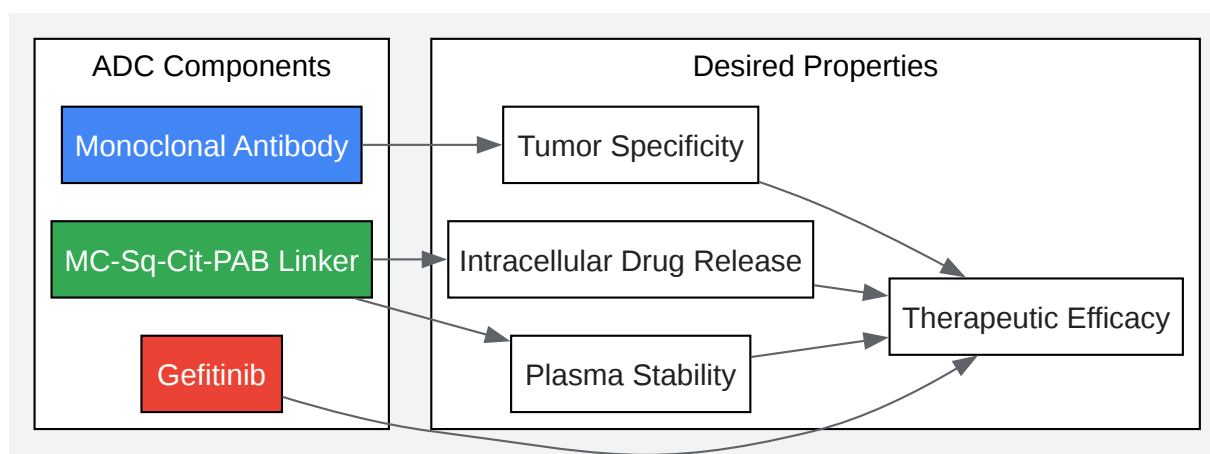 ADC Components
Monoclonal Antibody
MC-Sq-Cit-PAB Linker
Gefitinib
Desired Properties
Tumor Specificity
Intracellular Drug Release
Plasma Stability
Therapeutic Efficacy